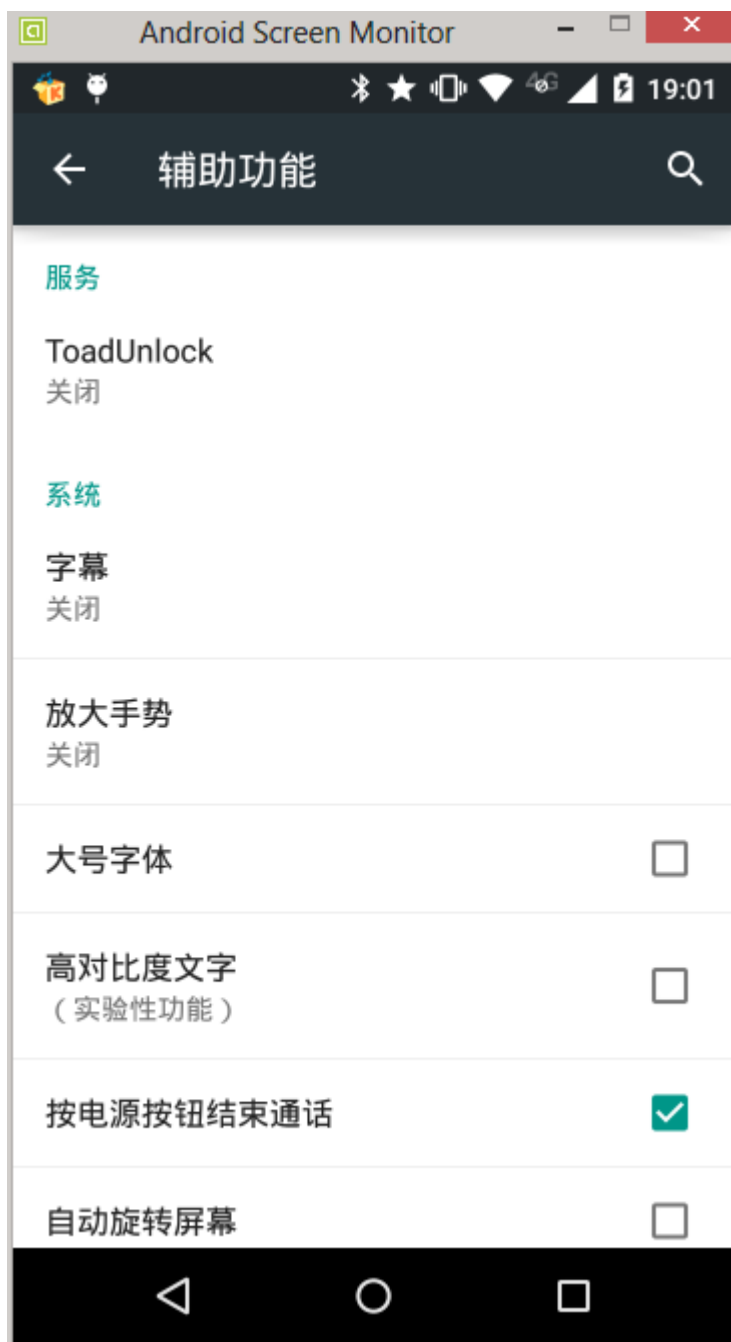 Android Screen Monitor
4G 19:01
辅助功能
服务
ToadUnlock
关闭
系统
字幕
关闭
放大手势
关闭
大号字体
高对比度文字
（实验性功能）
按电源按钮结束通话
自动旋转屏幕